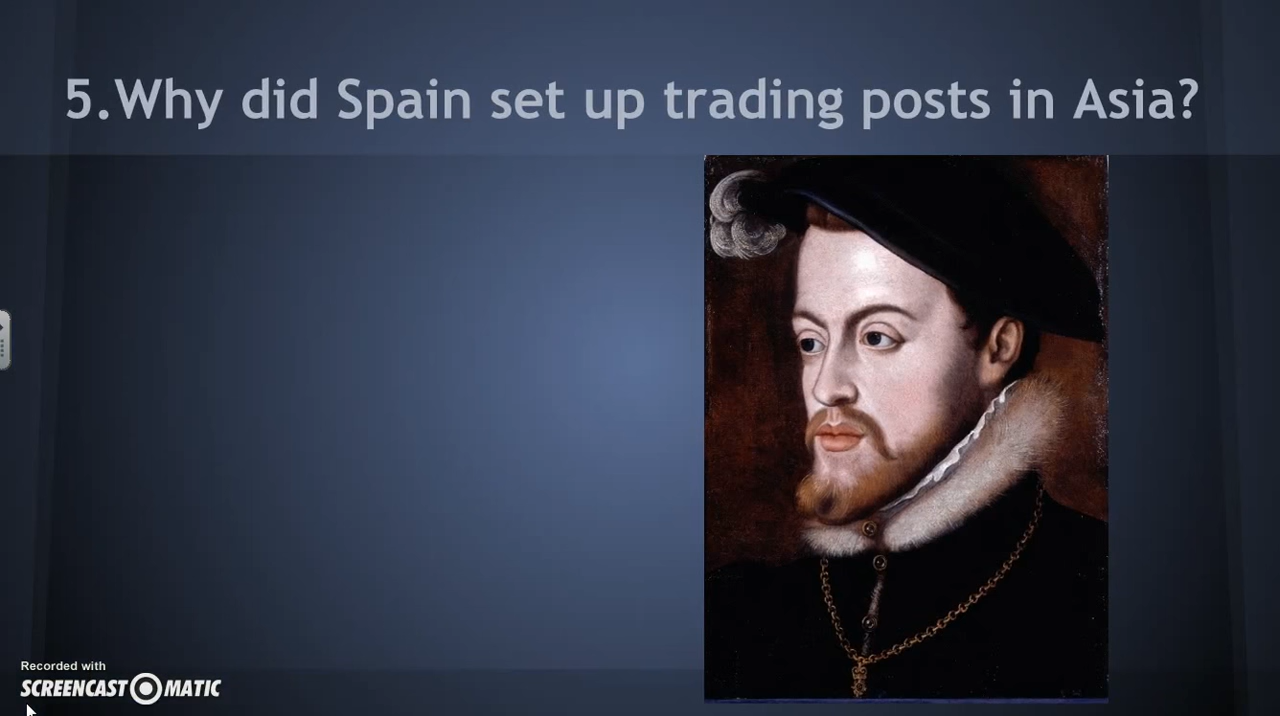 5.Why did Spain set up trading posts in Asia?
Recorded with
SCREENCAST O MATIC